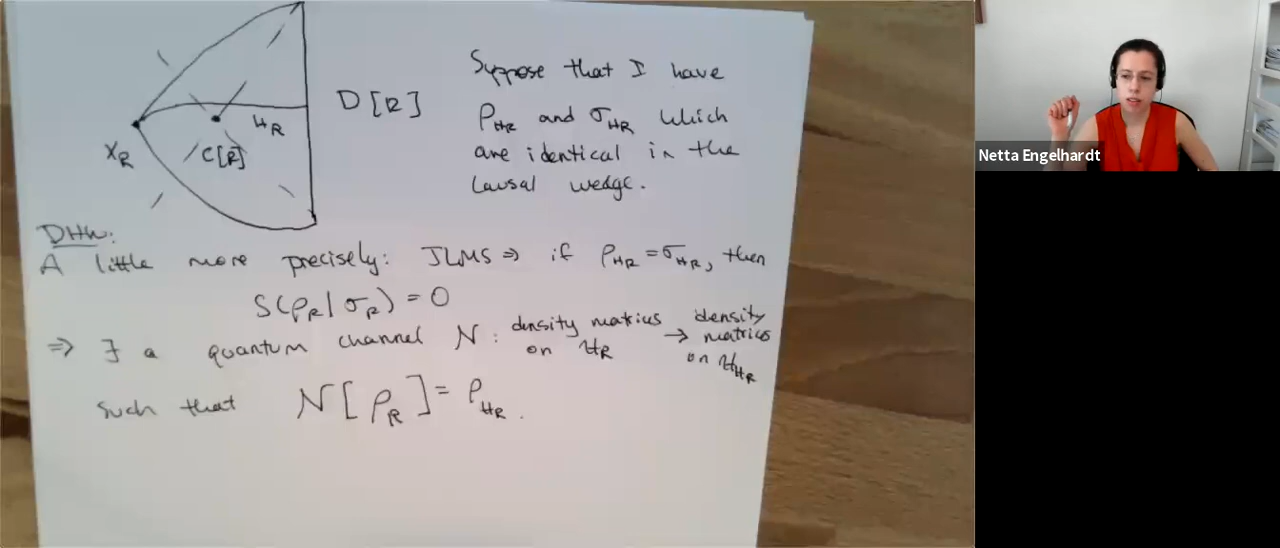 D[R]
Suppose that I have
ρ_{H_R} and σ_{H_R} which
are identical in the
causal wedge.
H_R
C[R]
X_R
DHW:
A little more precisely: JLMS ⇒ if ρ_{H_R} = σ_{H_R}, then
S(ρ_R | σ_R) = 0
⇒ ∃ a quantum channel N : density matrices on H_R → density matrices on H_{H_R}
such that N[ρ_R] = ρ_{H_R}.
Netta Engelhardt